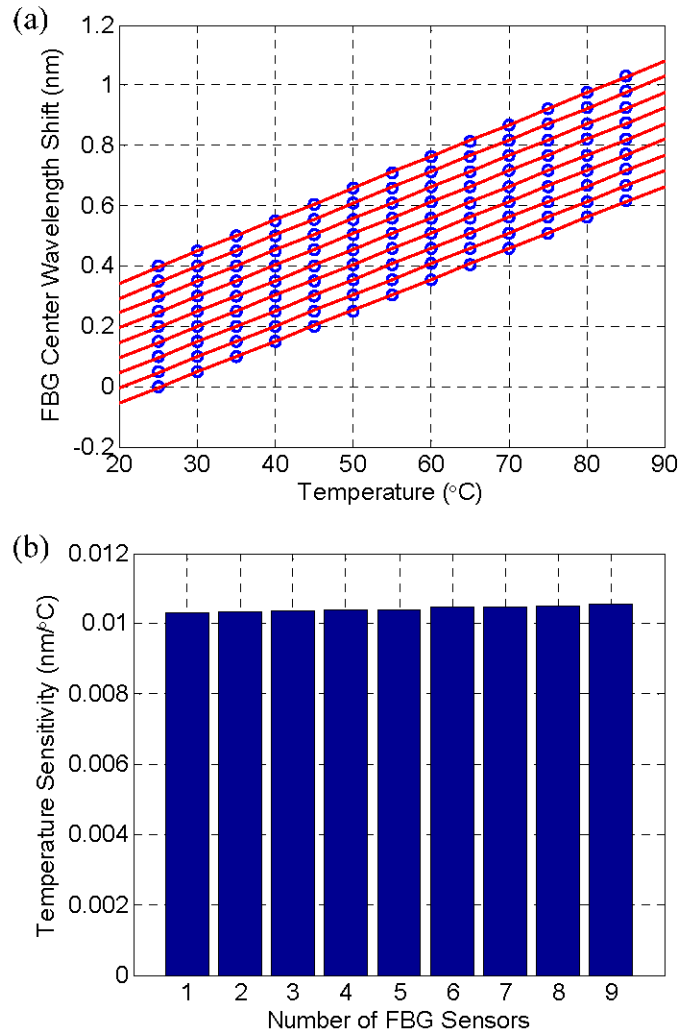 (a)
FBG Center Wavelength Shift (nm)
1.2
1
0.8
0.6
0.4
0.2
0
-0.2
20 30 40 50 60 70 80 90
Temperature (°C)
(b)
Temperature Sensitivity (nm/°C)
0.012
0.01
0.008
0.006
0.004
0.002
0
1 2 3 4 5 6 7 8 9
Number of FBG Sensors